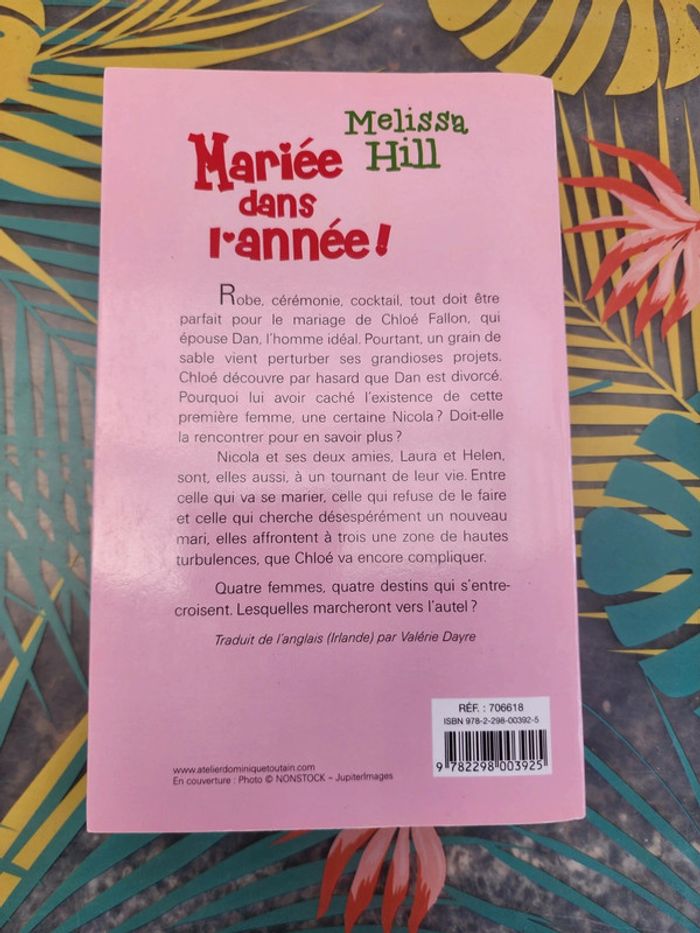 Melissa
Hill
Mariée
dans
l'année!
Robe, cérémonie, cocktail, tout doit être
parfait pour le mariage de Chloé Fallon, qui
épouse Dan, l'homme idéal. Pourtant, un grain de
sable vient perturber ses grandioses projets.
Chloé découvre par hasard que Dan est divorcé.
Pourquoi lui avoir caché l'existence de cette
première femme, une certaine Nicola ? Doit-elle
la rencontrer pour en savoir plus ?
Nicola et ses deux amies, Laura et Helen,
sont, elles aussi, à un tournant de leur vie. Entre
celle qui va se marier, celle qui refuse de le faire
et celle qui cherche désespérément un nouveau
mari, elles affrontent à trois une zone de hautes
turbulences, que Chloé va encore compliquer.
Quatre femmes, quatre destins qui s'entre-
croisent. Lesquelles marcheront vers l'autel ?
Traduit de l'anglais (Irlande) par Valérie Dayre
RÉF. : 706618
ISBN 978-2-298-00392-5
9 782298 003925
www.atelierdominiquetoutain.com
En couverture : Photo © NONSTOCK – JupiterImages